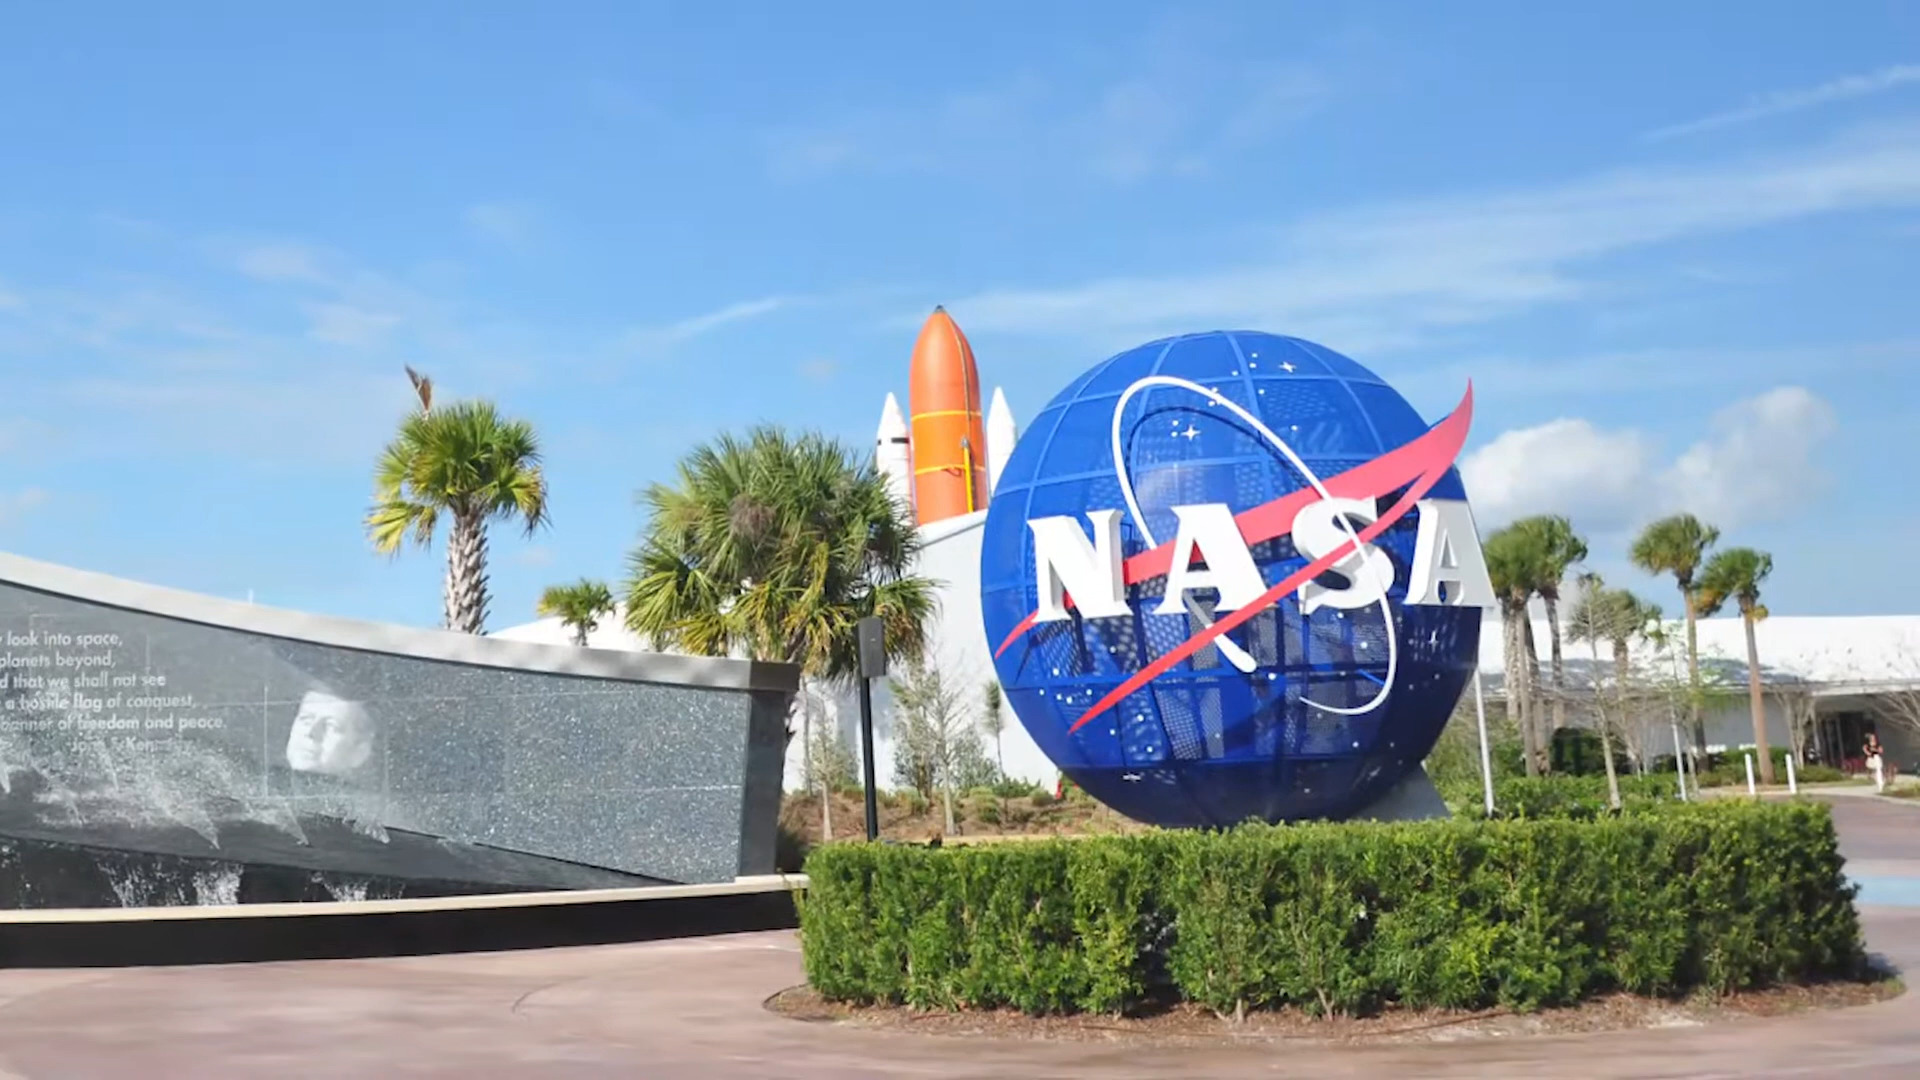 look into space,
planets beyond,
d that we shall not see
a hostile flag of conquest,
banner of freedom and peace.
NASA